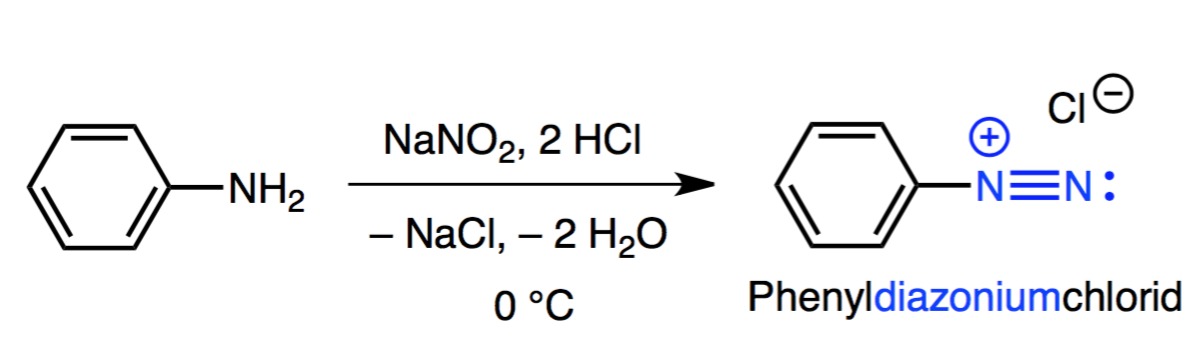 NH₂
NaNO₂, 2 HCl
– NaCl, – 2 H₂O
0 °C
Cl⊖
⊕
N≡N:
Phenyldiazoniumchlorid